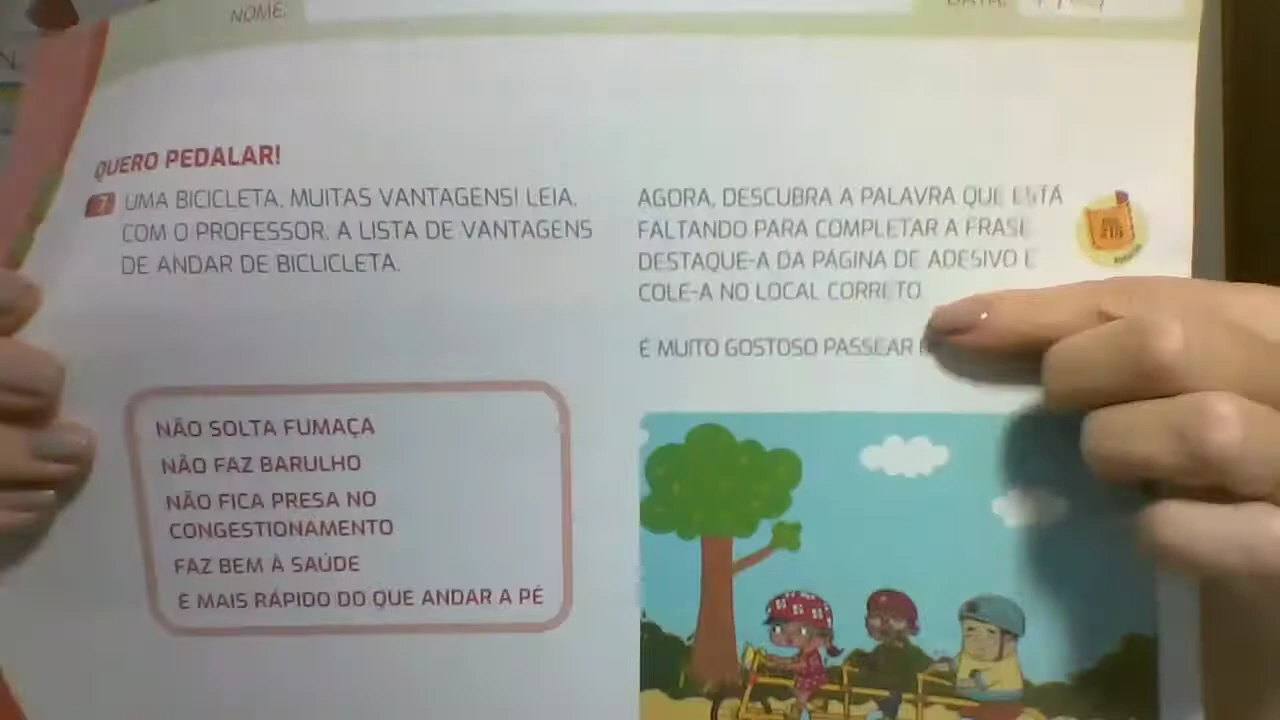 NOME:
DATA:
QUERO PEDALAR!
7 UMA BICICLETA, MUITAS VANTAGENS! LEIA,
COM O PROFESSOR, A LISTA DE VANTAGENS
DE ANDAR DE BICLICLETA.
NÃO SOLTA FUMAÇA
NÃO FAZ BARULHO
NÃO FICA PRESA NO
CONGESTIONAMENTO
FAZ BEM À SAÚDE
É MAIS RÁPIDO DO QUE ANDAR A PÉ
AGORA, DESCUBRA A PALAVRA QUE ESTÁ
FALTANDO PARA COMPLETAR A FRASE
DESTAQUE-A DA PÁGINA DE ADESIVO E
COLE-A NO LOCAL CORRETO.
É MUITO GOSTOSO PASSEAR